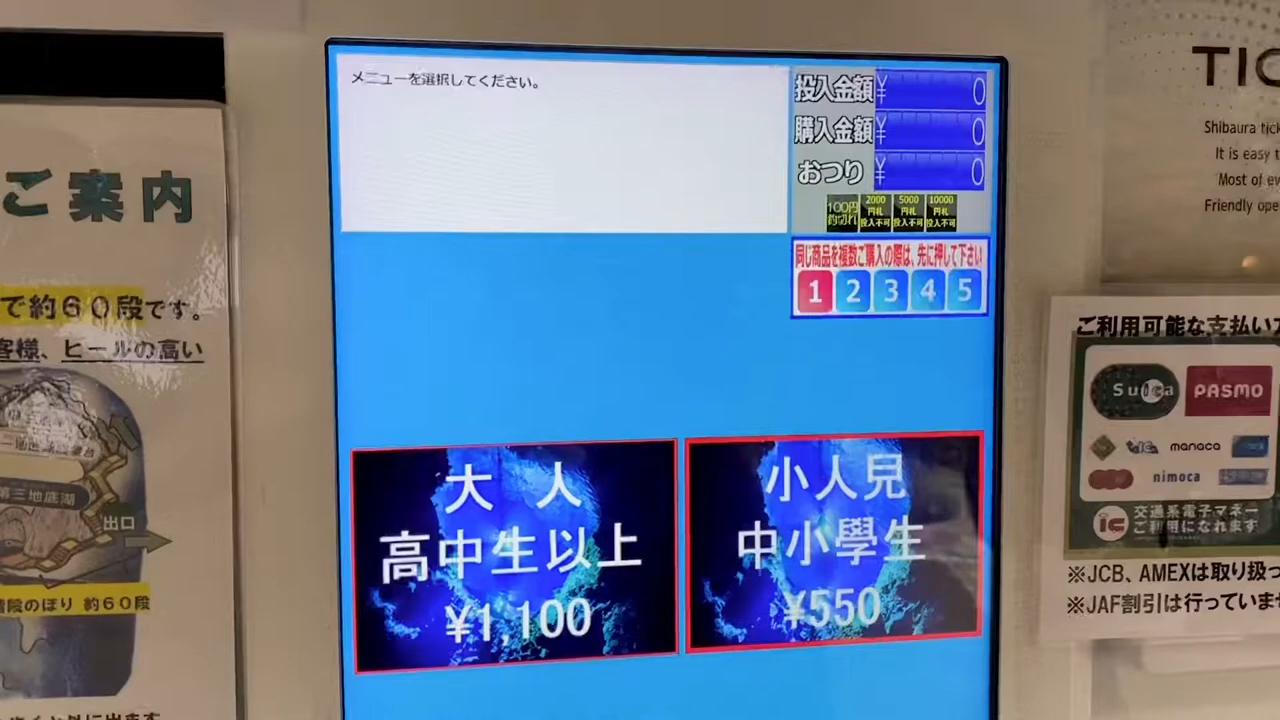 ご案内
で約60段です。
客様、ヒールの高い
第三地底湖
出口
階段のぼり 約60段
メニューを選択してください。
投入金額 ¥ 0
購入金額 ¥ 0
おつり ¥ 0
100円
釣切れ
2000
円札
投入不可
5000
円札
投入不可
10000
円札
投入不可
同じ商品を複数ご購入の際は、先に押して下さい!
1 2 3 4 5
大 人
高中生以上
¥1,100
小人児
中小學生
¥550
TIC
Shibaura tick
It is easy t
Most of ev
Friendly ope
ご利用可能な支払い方
Suica
PASMO
manaca
nimoca
IC
交通系電子マネー
ご利用になれます
※JCB、AMEXは取り扱っ
※JAF割引は行っていませ